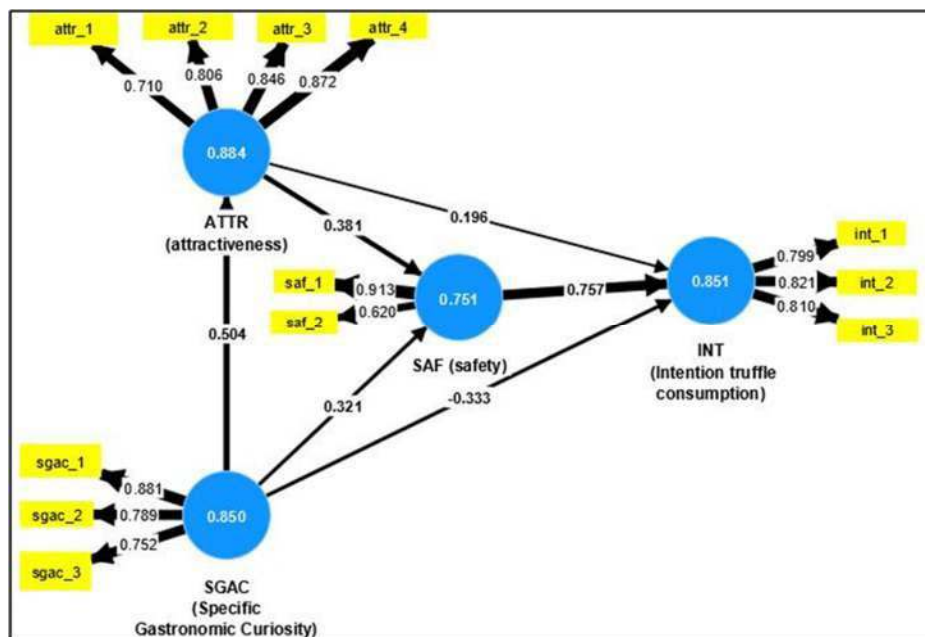 attr_1
attr_2
attr_3
attr_4
0.710
0.806
0.846
0.872
0.884
ATTR
(attractiveness)
0.381
0.196
0.504
saf_1
saf_2
0.913
0.620
0.751
SAF (safety)
0.757
0.851
INT
(Intention truffle
consumption)
0.799
0.821
0.810
int_1
int_2
int_3
0.321
-0.333
sgac_1
sgac_2
sgac_3
0.881
0.789
0.752
0.850
SGAC
(Specific
Gastronomic Curiosity)